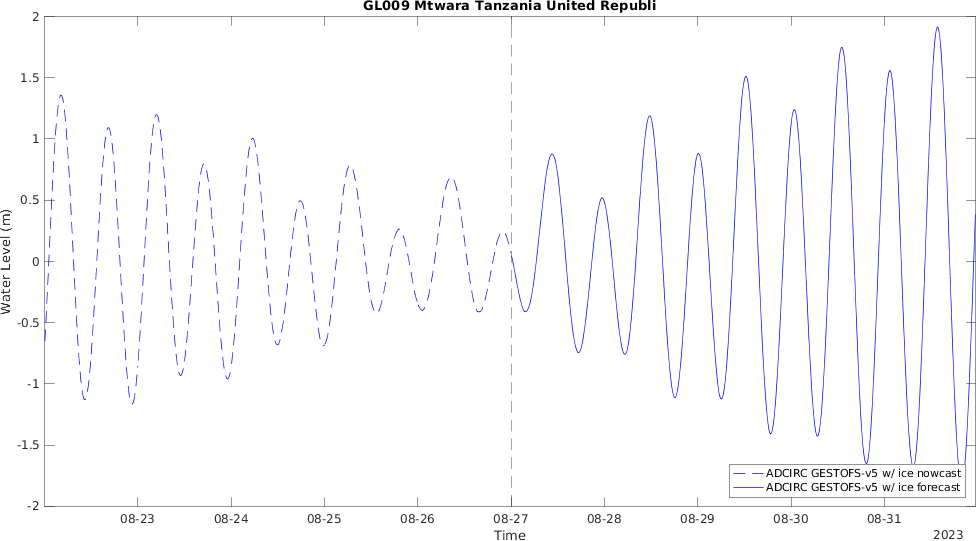 GL009 Mtwara Tanzania United Republi
2
1.5
1
0.5
0
-0.5
-1
-1.5
-2
Water Level (m)
ADCIRC GESTOFS-v5 w/ ice nowcast
ADCIRC GESTOFS-v5 w/ ice forecast
08-23 08-24 08-25 08-26 08-27 08-28 08-29 08-30 08-31
Time
2023